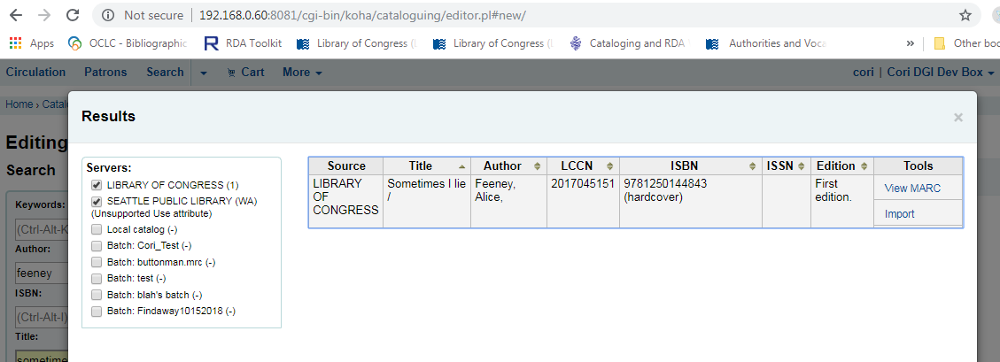 Not secure | 192.168.0.60:8081/cgi-bin/koha/cataloguing/editor.pl#new/
Apps OCLC - Bibliographic RDA Toolkit Library of Congress ( Library of Congress ( Cataloging and RDA Authorities and Voca » Other boo
Circulation Patrons Search Cart More cori | Cori DGI Dev Box
Home › Catal
Editing
Search
Keywords:
(Ctrl-Alt-K
Author:
feeney
ISBN:
(Ctrl-Alt-I)
Title:
sometime
Results ×
Servers:
LIBRARY OF CONGRESS (1)
SEATTLE PUBLIC LIBRARY (WA)
(Unsupported Use attribute)
Local catalog (-)
Batch: Cori_Test (-)
Batch: buttonman.mrc (-)
Batch: test (-)
Batch: blah's batch (-)
Batch: Findaway10152018 (-)
Source Title Author LCCN ISBN ISSN Edition Tools
LIBRARY Sometimes I lie Feeney, 2017045151 9781250144843 First View MARC
OF / Alice, (hardcover) edition.
CONGRESS Import